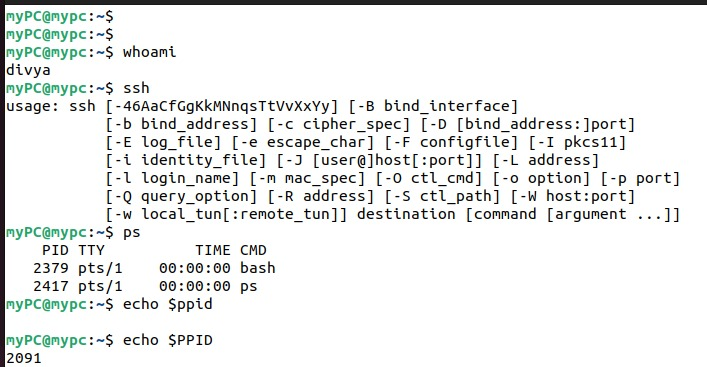 myPC@mypc:~$
myPC@mypc:~$
myPC@mypc:~$ whoami
divya
myPC@mypc:~$ ssh
usage: ssh [-46AaCfGgKkMNnqsTtVvXxYy] [-B bind_interface]
           [-b bind_address] [-c cipher_spec] [-D [bind_address:]port]
           [-E log_file] [-e escape_char] [-F configfile] [-I pkcs11]
           [-i identity_file] [-J [user@]host[:port]] [-L address]
           [-l login_name] [-m mac_spec] [-O ctl_cmd] [-o option] [-p port]
           [-Q query_option] [-R address] [-S ctl_path] [-W host:port]
           [-w local_tun[:remote_tun]] destination [command [argument ...]]
myPC@mypc:~$ ps
    PID TTY          TIME CMD
   2379 pts/1    00:00:00 bash
   2417 pts/1    00:00:00 ps
myPC@mypc:~$ echo $ppid

myPC@mypc:~$ echo $PPID
2091